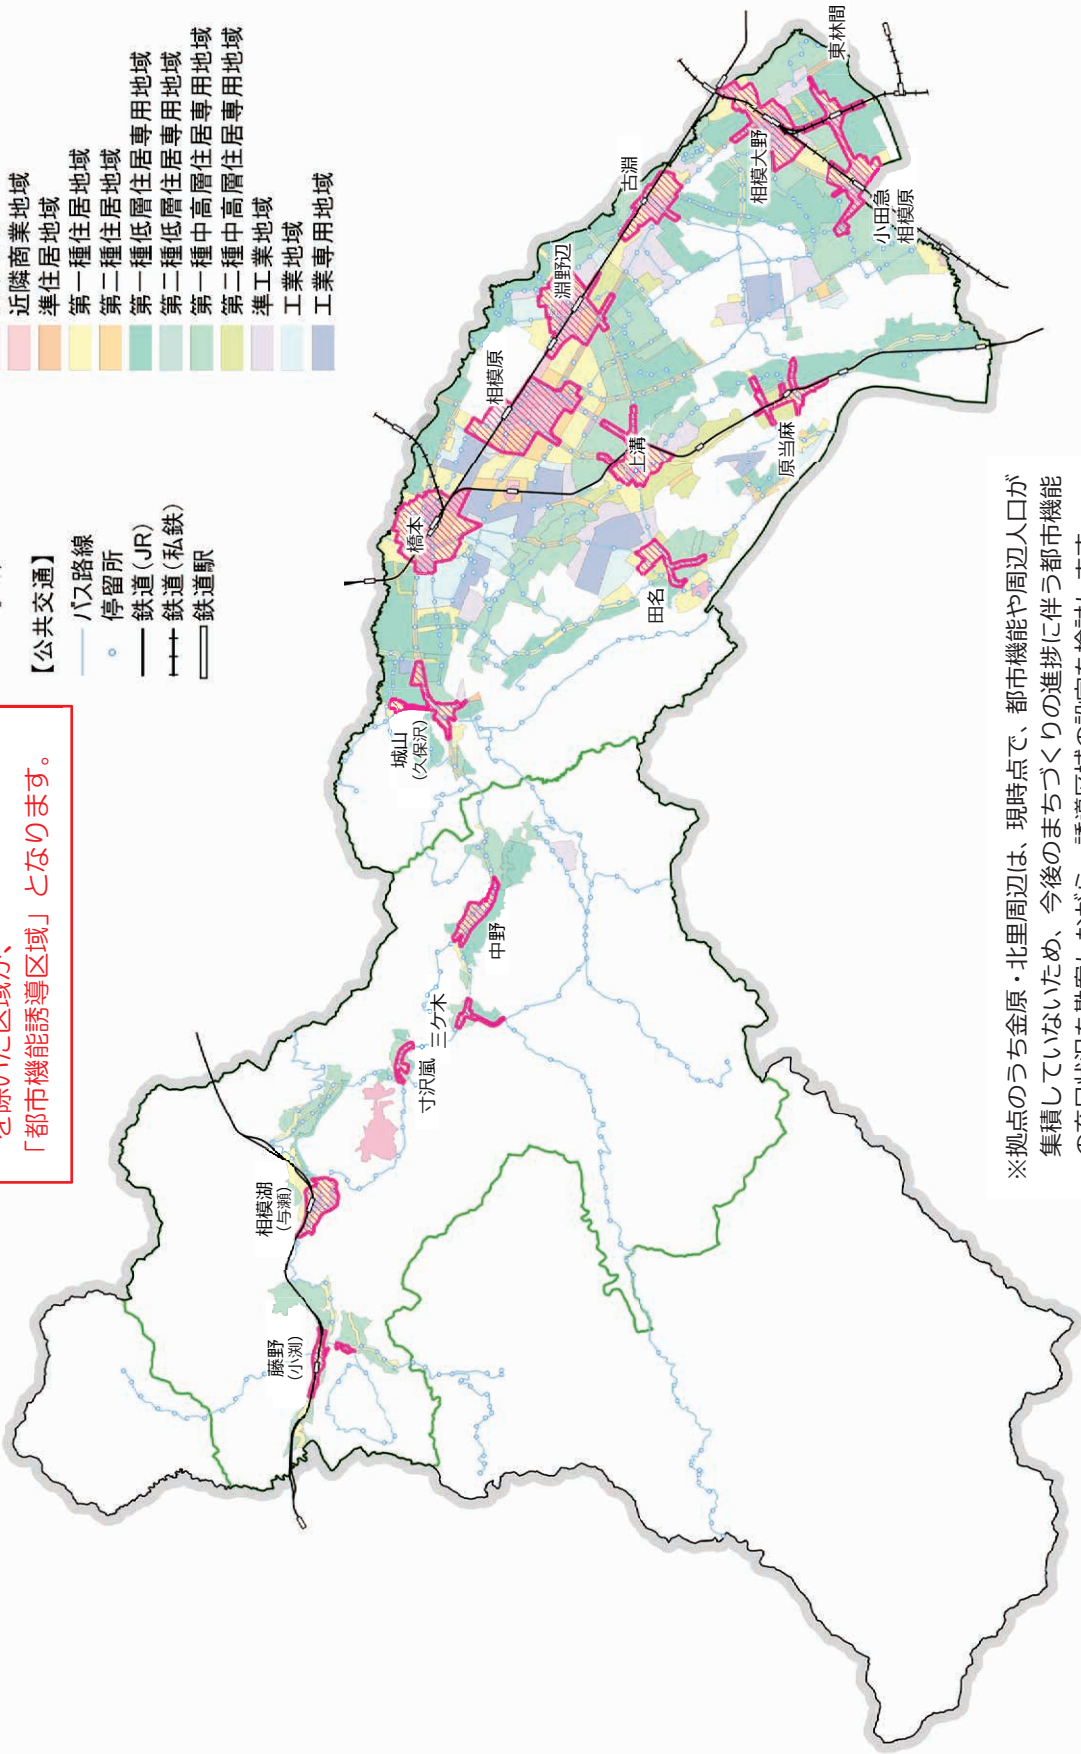 近隣商業地域
準住居地域
第一種住居地域
第二種住居地域
第一種低層住居専用地域
第二種低層住居専用地域
第一種中高層住居専用地域
第二種中高層住居専用地域
準工業地域
工業地域
工業専用地域
【公共交通】
バス路線
停留所
鉄道(JR)
鉄道(私鉄)
鉄道駅
を除いた区域が、
「都市機能誘導区域」となります。
藤野
(小渕)
相模湖
(与瀬)
寸沢嵐
三ケ木
中野
城山
(久保沢)
橋本
相模原
淵野辺
古淵
田名
上溝
原当麻
相模大野
小田急
相模原
東林間
※拠点のうち金原・北里周辺は、現時点で、都市機能や周辺人口が
集積していないため、今後のまちづくりの進捗に伴う都市機能